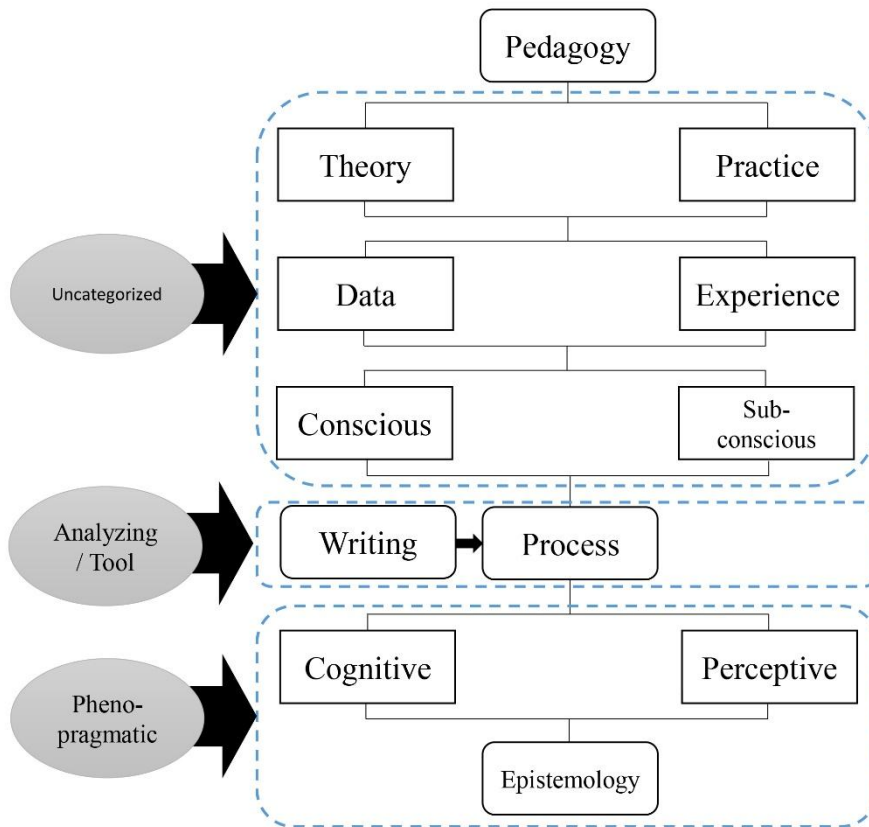 Pedagogy
Theory
Practice
Uncategorized
Data
Experience
Conscious
Sub-
conscious
Analyzing
/ Tool
Writing
Process
Cognitive
Perceptive
Pheno-
pragmatic
Epistemology